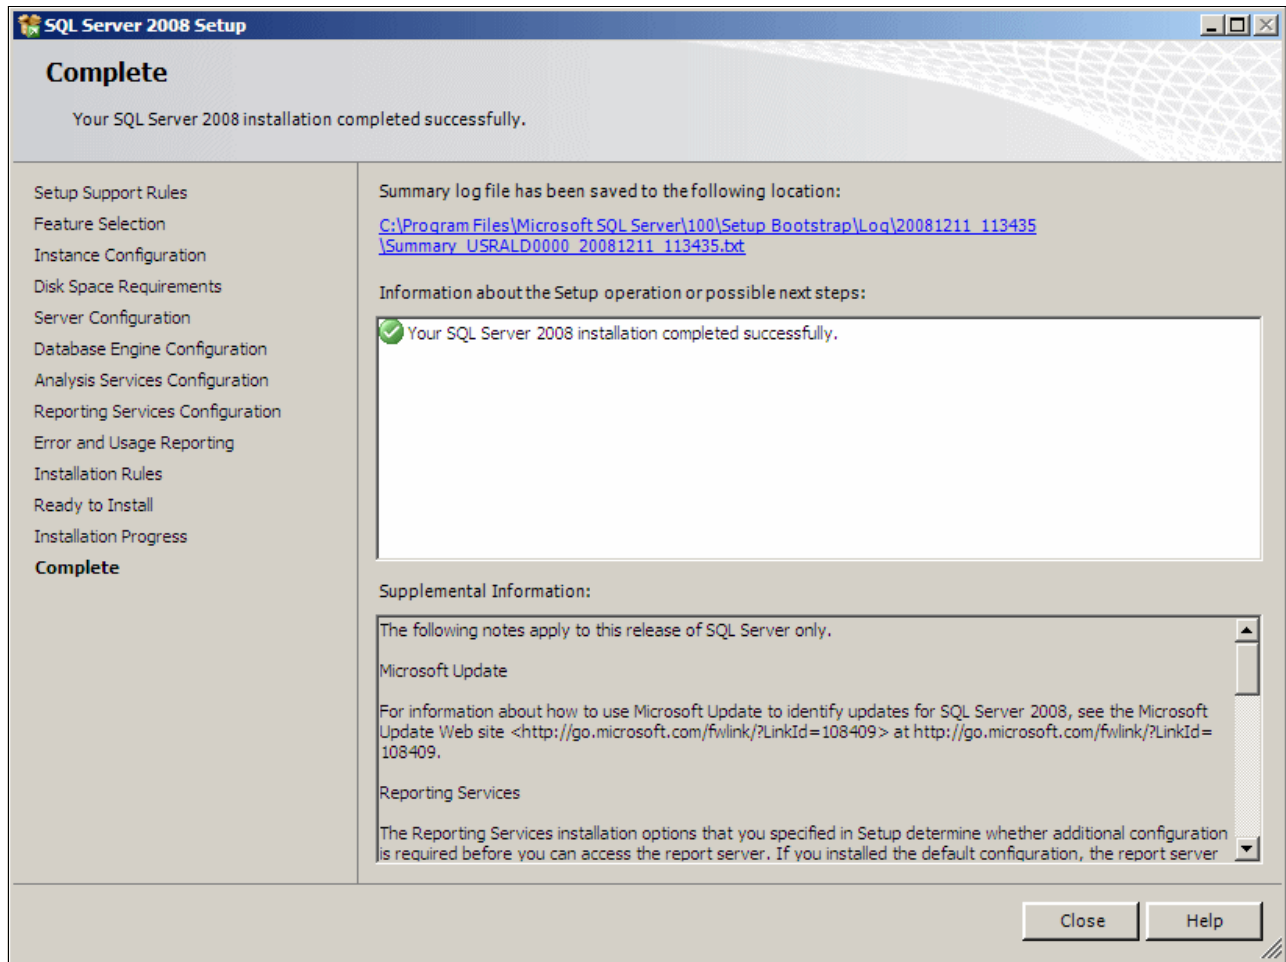 SQL Server 2008 Setup
Complete
Your SQL Server 2008 installation completed successfully.
Setup Support Rules
Feature Selection
Instance Configuration
Disk Space Requirements
Server Configuration
Database Engine Configuration
Analysis Services Configuration
Reporting Services Configuration
Error and Usage Reporting
Installation Rules
Ready to Install
Installation Progress
Complete
Summary log file has been saved to the following location:
C:\Program Files\Microsoft SQL Server\100\Setup Bootstrap\Log\20081211_113435
\Summary_USRALD0000_20081211_113435.txt
Information about the Setup operation or possible next steps:
Your SQL Server 2008 installation completed successfully.
Supplemental Information:
The following notes apply to this release of SQL Server only.
Microsoft Update
For information about how to use Microsoft Update to identify updates for SQL Server 2008, see the Microsoft
Update Web site <http://go.microsoft.com/fwlink/?LinkId=108409> at http://go.microsoft.com/fwlink/?LinkId=
108409.
Reporting Services
The Reporting Services installation options that you specified in Setup determine whether additional configuration
is required before you can access the report server. If you installed the default configuration, the report server
Close
Help